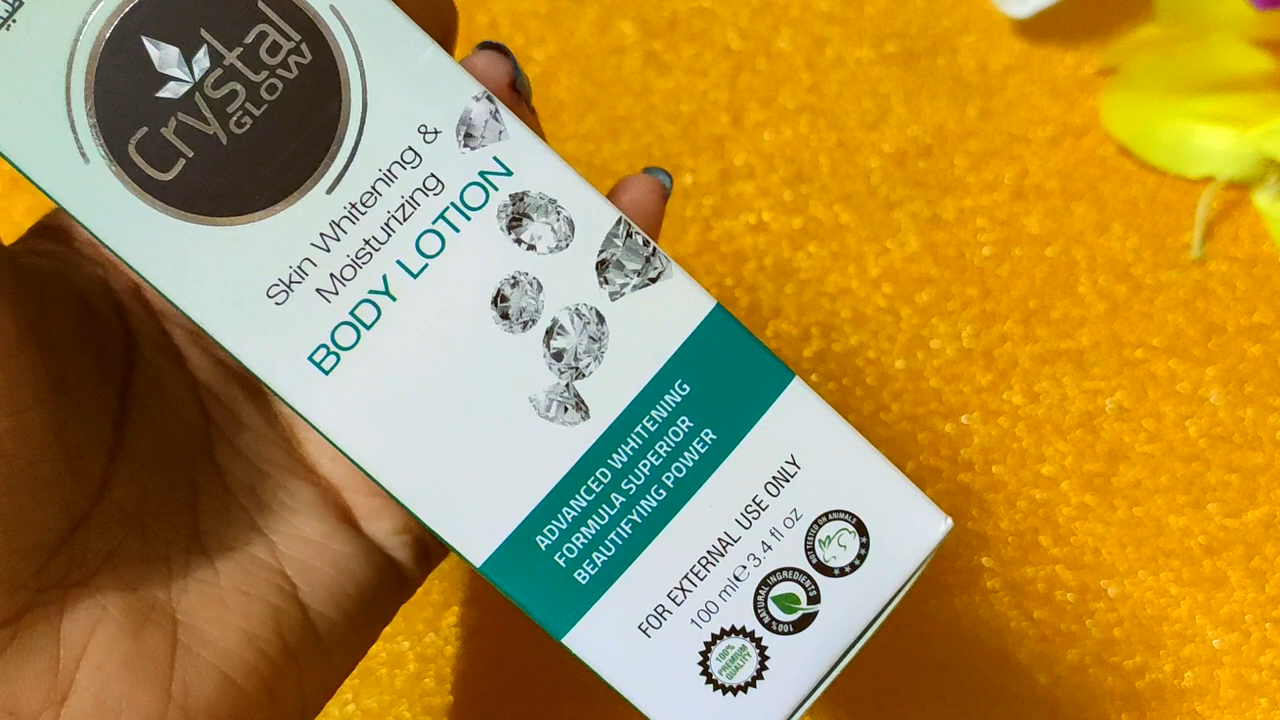 Crystal
GLOW
Skin Whitening &
Moisturizing
BODY LOTION
ADVANCED WHITENING
FORMULA SUPERIOR
BEAUTIFYING POWER
FOR EXTERNAL USE ONLY
100 ml℮ 3.4 fl oz
NOT TESTED ON ANIMALS
100% NATURAL INGREDIENTS
100%
PREMIUM
QUALITY